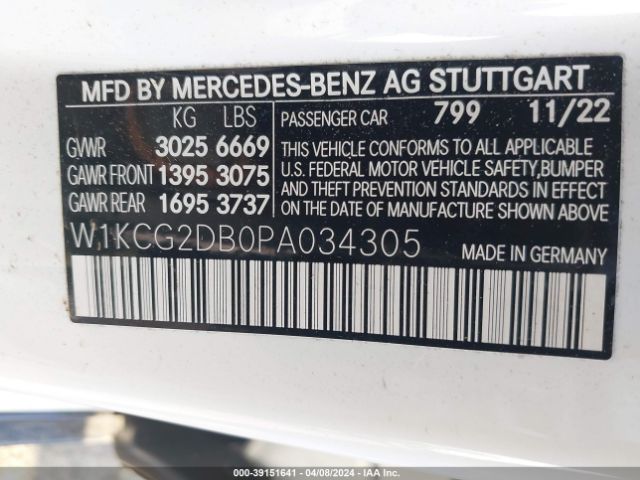 MFD BY MERCEDES-BENZ AG STUTTGART
KG LBS
GVWR 3025 6669
GAWR FRONT 1395 3075
GAWR REAR 1695 3737
PASSENGER CAR 799 11/22
THIS VEHICLE CONFORMS TO ALL APPLICABLE
U.S. FEDERAL MOTOR VEHICLE SAFETY,BUMPER
AND THEFT PREVENTION STANDARDS IN EFFECT
ON THE DATE OF MANUFACTURE SHOWN ABOVE
W1KCG2DB0PA034305
MADE IN GERMANY
000-39151641 - 04/08/2024 - IAA LLC